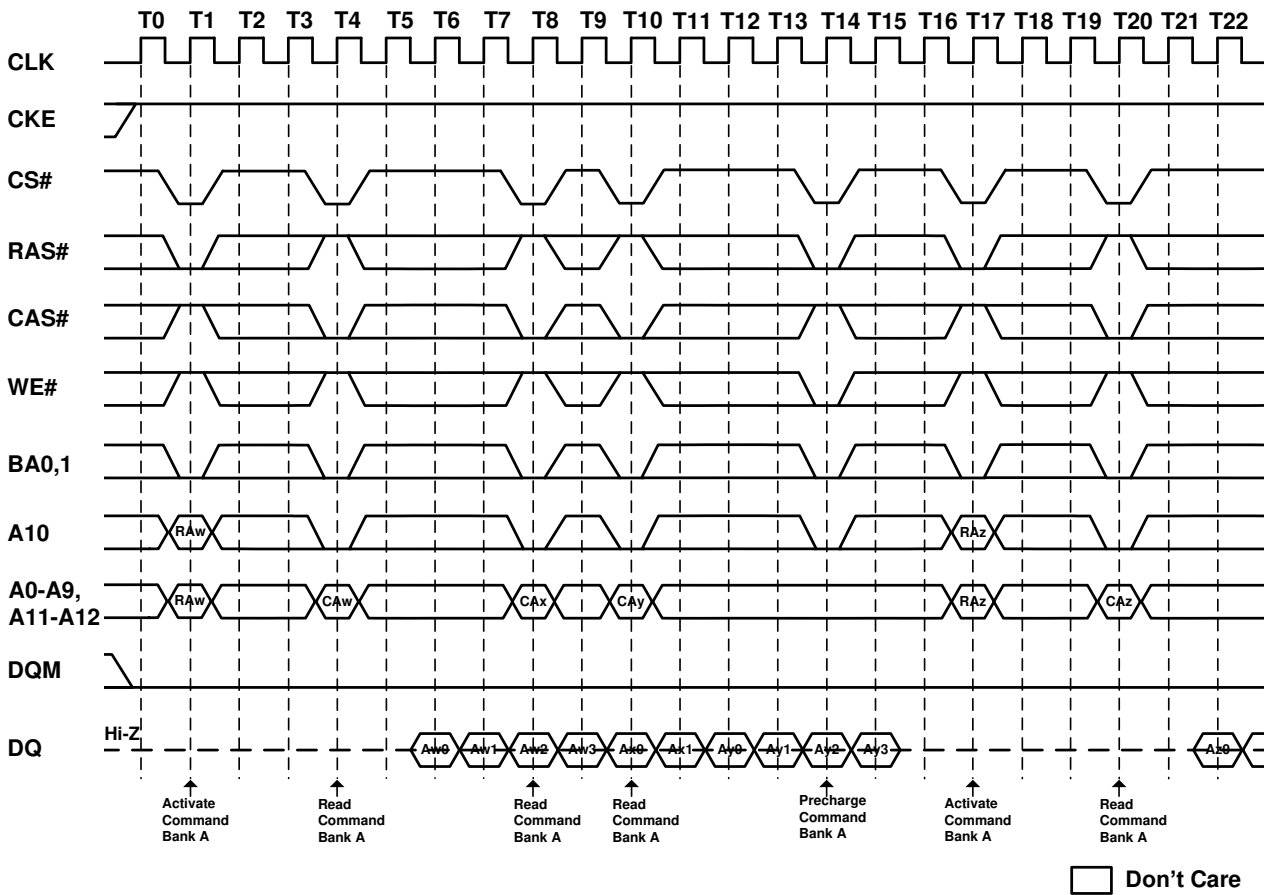 T0 T1 T2 T3 T4 T5 T6 T7 T8 T9 T10 T11 T12 T13 T14 T15 T16 T17 T18 T19 T20 T21 T22
CLK
CKE
CS#
RAS#
CAS#
WE#
BA0,1
A10 RAw RAz
A0-A9,
A11-A12 RAw CAw CAx CAy RAz CAz
DQM
DQ Hi-Z Aw0 Aw1 Aw2 Aw3 Ax0 Ax1 Ay0 Ay1 Ay2 Ay3 Az0
Activate
Command
Bank A
Read
Command
Bank A
Read
Command
Bank A
Read
Command
Bank A
Precharge
Command
Bank A
Activate
Command
Bank A
Read
Command
Bank A
Don't Care